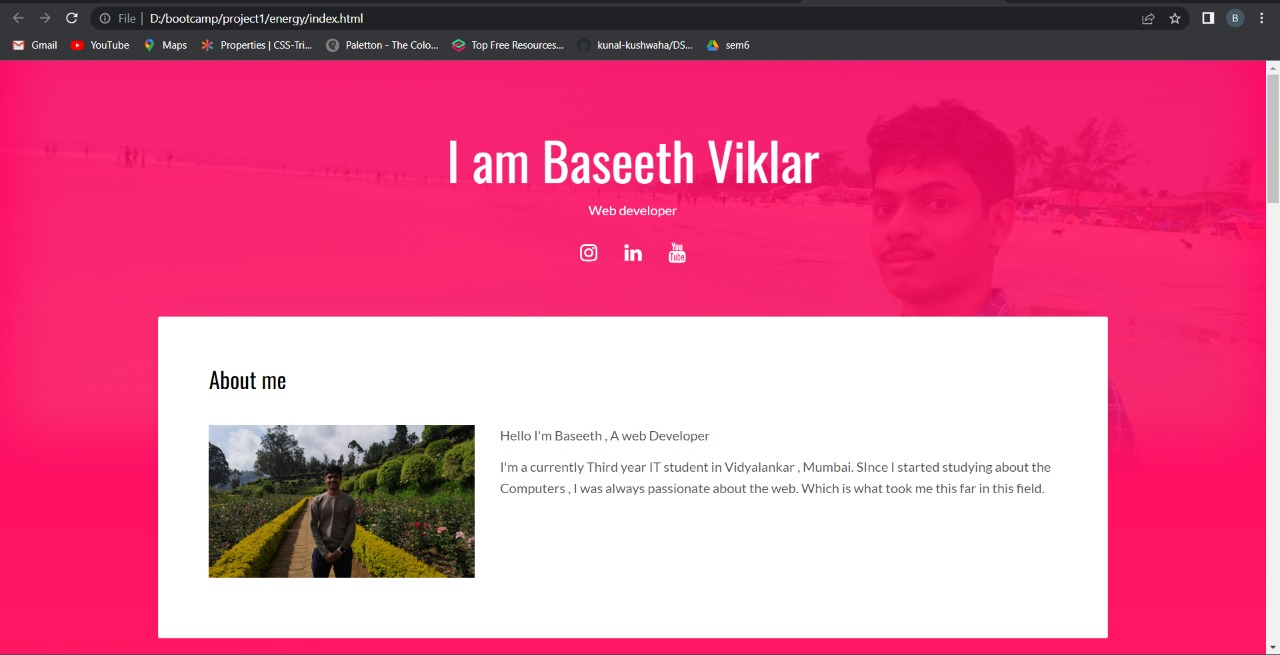 File | D:/bootcamp/project1/energy/index.html
B
Gmail YouTube Maps Properties | CSS-Tri... Paletton - The Colo... Top Free Resources... kunal-kushwaha/DS... sem6
I am Baseeth Viklar
Web developer
in You Tube
About me
Hello I'm Baseeth , A web Developer
I'm a currently Third year IT student in Vidyalankar , Mumbai. SInce I started studying about the
Computers , I was always passionate about the web. Which is what took me this far in this field.